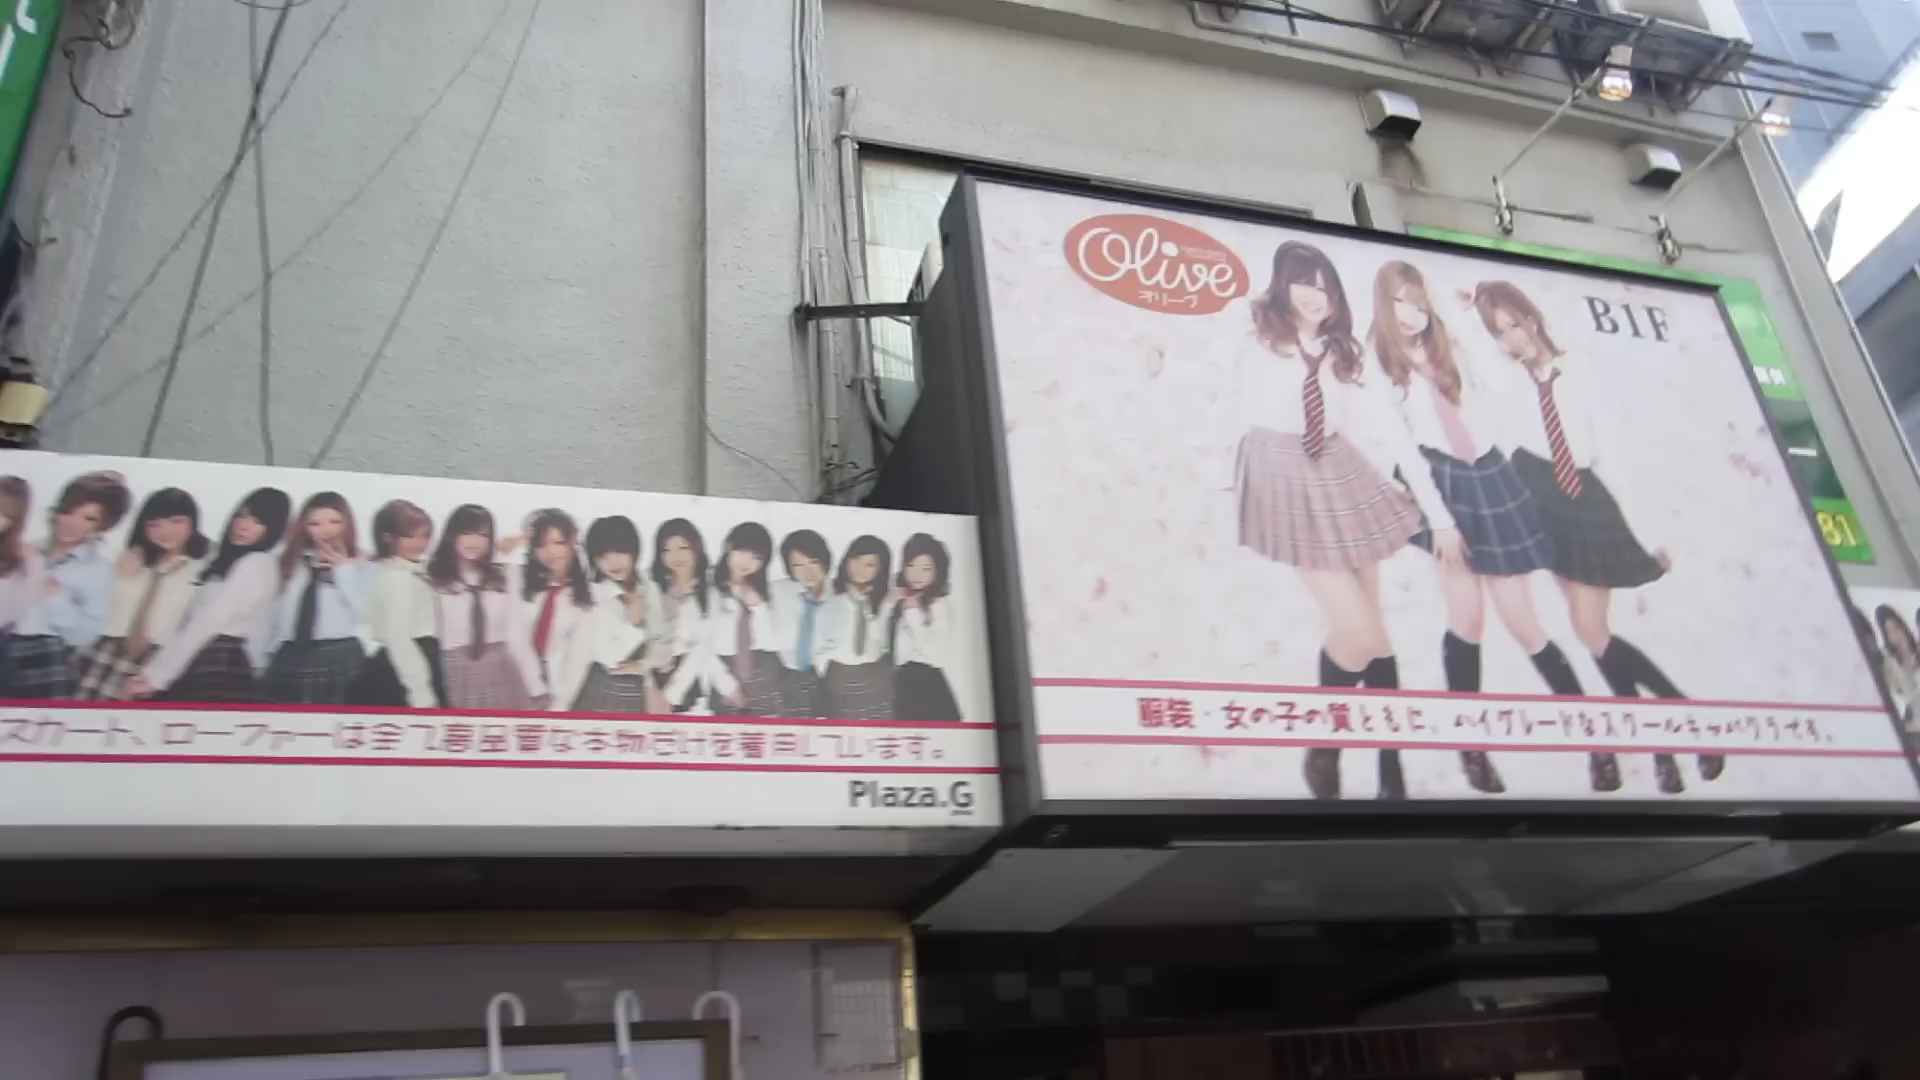 Olive
オリーブ
B1F
服装・女の子の質ともに、ハイグレードなスクールキャバクラです。
スカート、ローファーは全て高品質な本物だけを着用しています。
Plaza.G
B1